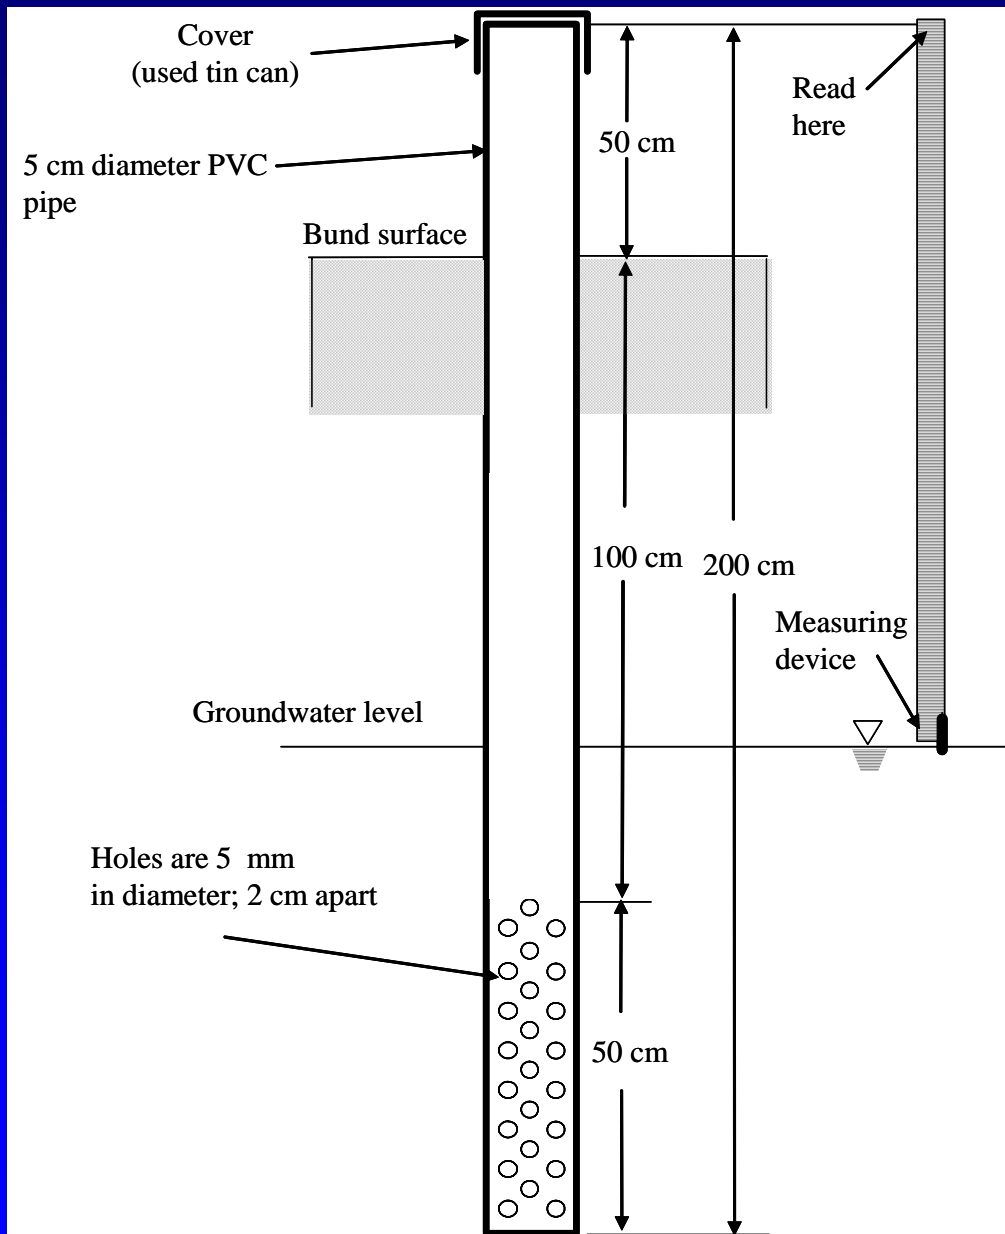 Cover
(used tin can)
Read
here
50 cm
5 cm diameter PVC
pipe
Bund surface
100 cm
200 cm
Measuring
device
Groundwater level
Holes are 5 mm
in diameter; 2 cm apart
50 cm